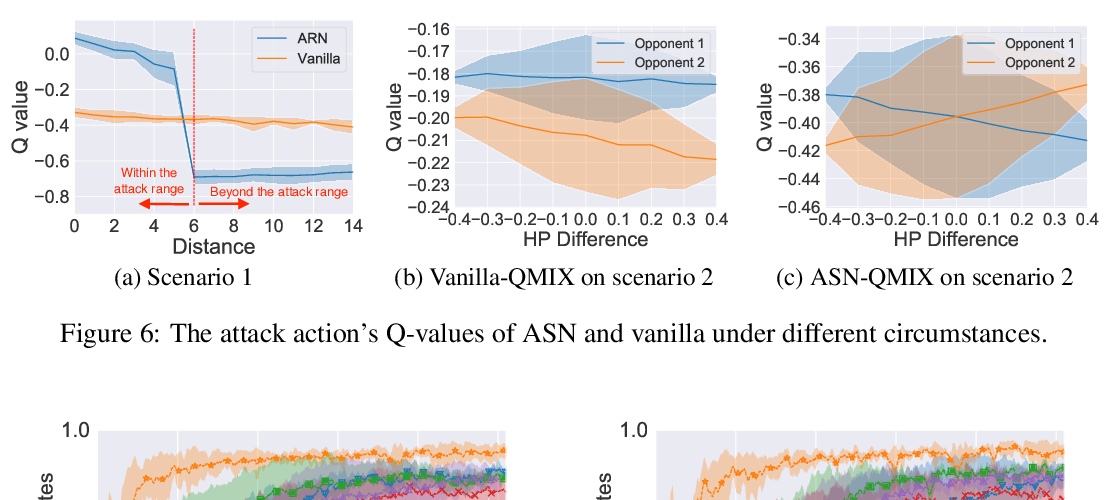 ARN
Vanilla
0.0
−0.2
−0.4
−0.6
−0.8
Q value
Within the
attack range
Beyond the attack range
0 2 4 6 8 10 12 14
Distance
(a) Scenario 1
−0.16
−0.17
−0.18
−0.19
−0.20
−0.21
−0.22
−0.23
−0.24
Q value
Opponent 1
Opponent 2
−0.4−0.3−0.2−0.1 0.0 0.1 0.2 0.3 0.4
HP Difference
(b) Vanilla-QMIX on scenario 2
−0.34
−0.36
−0.38
−0.40
−0.42
−0.44
−0.46
Q value
Opponent 1
Opponent 2
−0.4−0.3−0.2−0.1 0.0 0.1 0.2 0.3 0.4
HP Difference
(c) ASN-QMIX on scenario 2
Figure 6: The attack action's Q-values of ASN and vanilla under different circumstances.
1.0
tes
1.0
tes